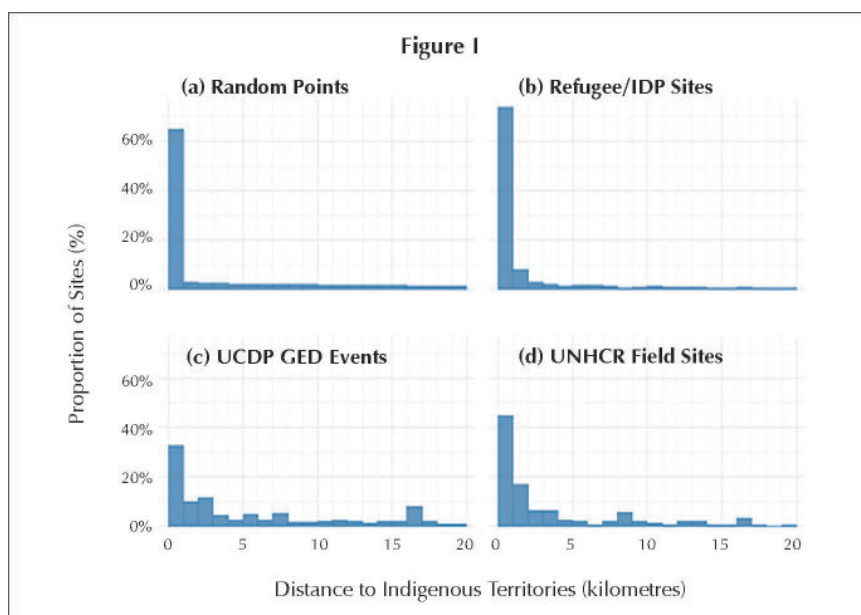 Figure I
(a) Random Points
(b) Refugee/IDP Sites
60%
40%
20%
0%
(c) UCDP GED Events
(d) UNHCR Field Sites
60%
40%
20%
0%
0 5 10 15 20
0 5 10 15 20
Proportion of Sites (%)
Distance to Indigenous Territories (kilometres)